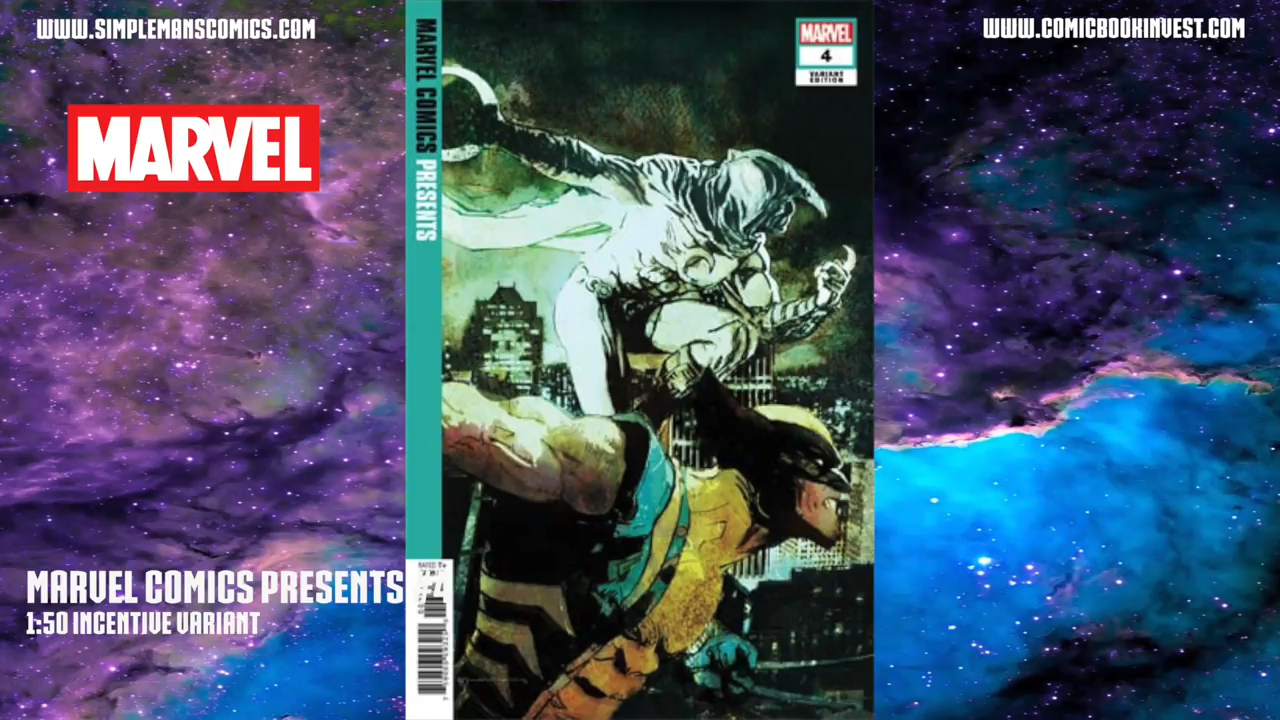 WWW.SIMPLEMANSCOMICS.COM
WWW.COMICBOOKINVEST.COM
MARVEL
MARVEL COMICS PRESENTS
MARVEL
4
VARIANT
EDITION
MARVEL COMICS PRESENTS #4
1:50 INCENTIVE VARIANT